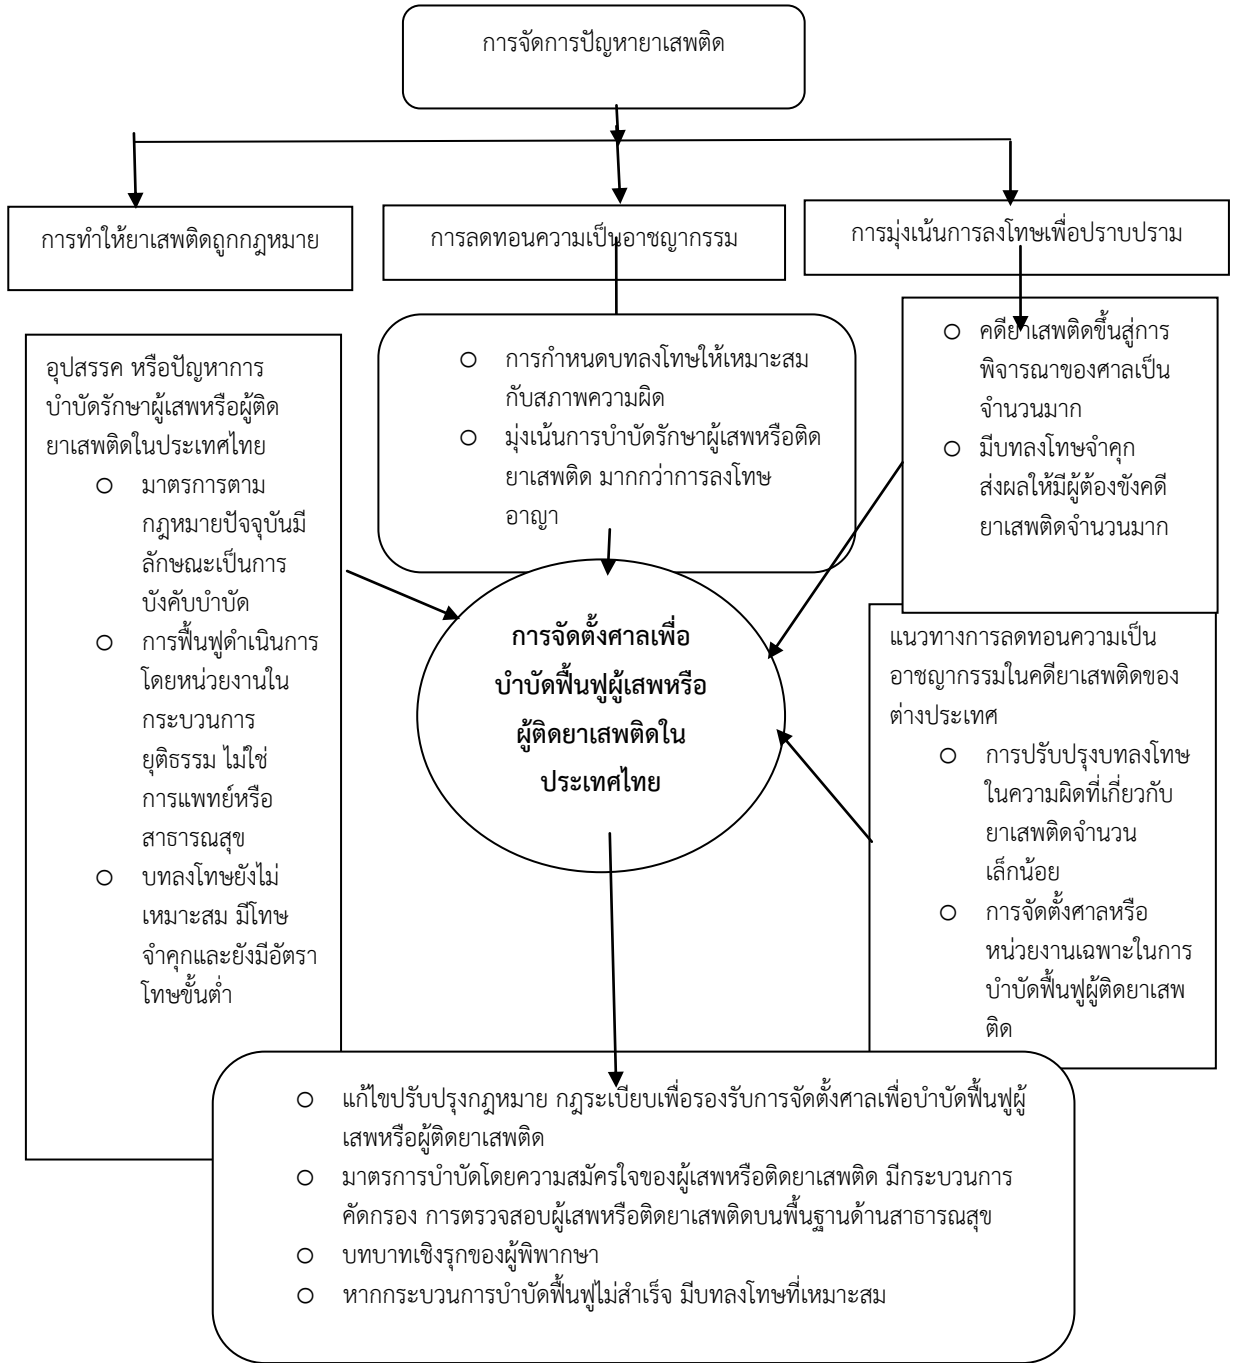 การจัดการปัญหายาเสพติด
การทำให้ยาเสพติดถูกกฎหมาย
การลดทอนความเป็นอาชญากรรม
การมุ่งเน้นการลงโทษเพื่อปราบปราม
อุปสรรค หรือปัญหาการ
บำบัดรักษาผู้เสพหรือผู้ติด
ยาเสพติดในประเทศไทย
○ มาตรการตาม
กฎหมายปัจจุบันมี
ลักษณะเป็นการ
บังคับบำบัด
○ การฟื้นฟูดำเนินการ
โดยหน่วยงานใน
กระบวนการ
ยุติธรรม ไม่ใช่
การแพทย์หรือ
สาธารณสุข
○ บทลงโทษยังไม่
เหมาะสม มีโทษ
จำคุกและยังมีอัตรา
โทษขั้นต่ำ
○ การกำหนดบทลงโทษให้เหมาะสม
กับสภาพความผิด
○ มุ่งเน้นการบำบัดรักษาผู้เสพหรือติด
ยาเสพติด มากกว่าการลงโทษ
อาญา
○ คดียาเสพติดขึ้นสู่การ
พิจารณาของศาลเป็น
จำนวนมาก
○ มีบทลงโทษจำคุก
ส่งผลให้มีผู้ต้องขังคดี
ยาเสพติดจำนวนมาก
การจัดตั้งศาลเพื่อ
บำบัดฟื้นฟูผู้เสพหรือ
ผู้ติดยาเสพติดใน
ประเทศไทย
แนวทางการลดทอนความเป็น
อาชญากรรมในคดียาเสพติดของ
ต่างประเทศ
○ การปรับปรุงบทลงโทษ
ในความผิดที่เกี่ยวกับ
ยาเสพติดจำนวน
เล็กน้อย
○ การจัดตั้งศาลหรือ
หน่วยงานเฉพาะในการ
บำบัดฟื้นฟูผู้ติดยาเสพ
ติด
○ แก้ไขปรับปรุงกฎหมาย กฎระเบียบเพื่อรองรับการจัดตั้งศาลเพื่อบำบัดฟื้นฟูผู้
เสพหรือผู้ติดยาเสพติด
○ มาตรการบำบัดโดยความสมัครใจของผู้เสพหรือติดยาเสพติด มีกระบวนการ
คัดกรอง การตรวจสอบผู้เสพหรือติดยาเสพติดบนพื้นฐานด้านสาธารณสุข
○ บทบาทเชิงรุกของผู้พิพากษา
○ หากกระบวนการบำบัดฟื้นฟูไม่สำเร็จ มีบทลงโทษที่เหมาะสม